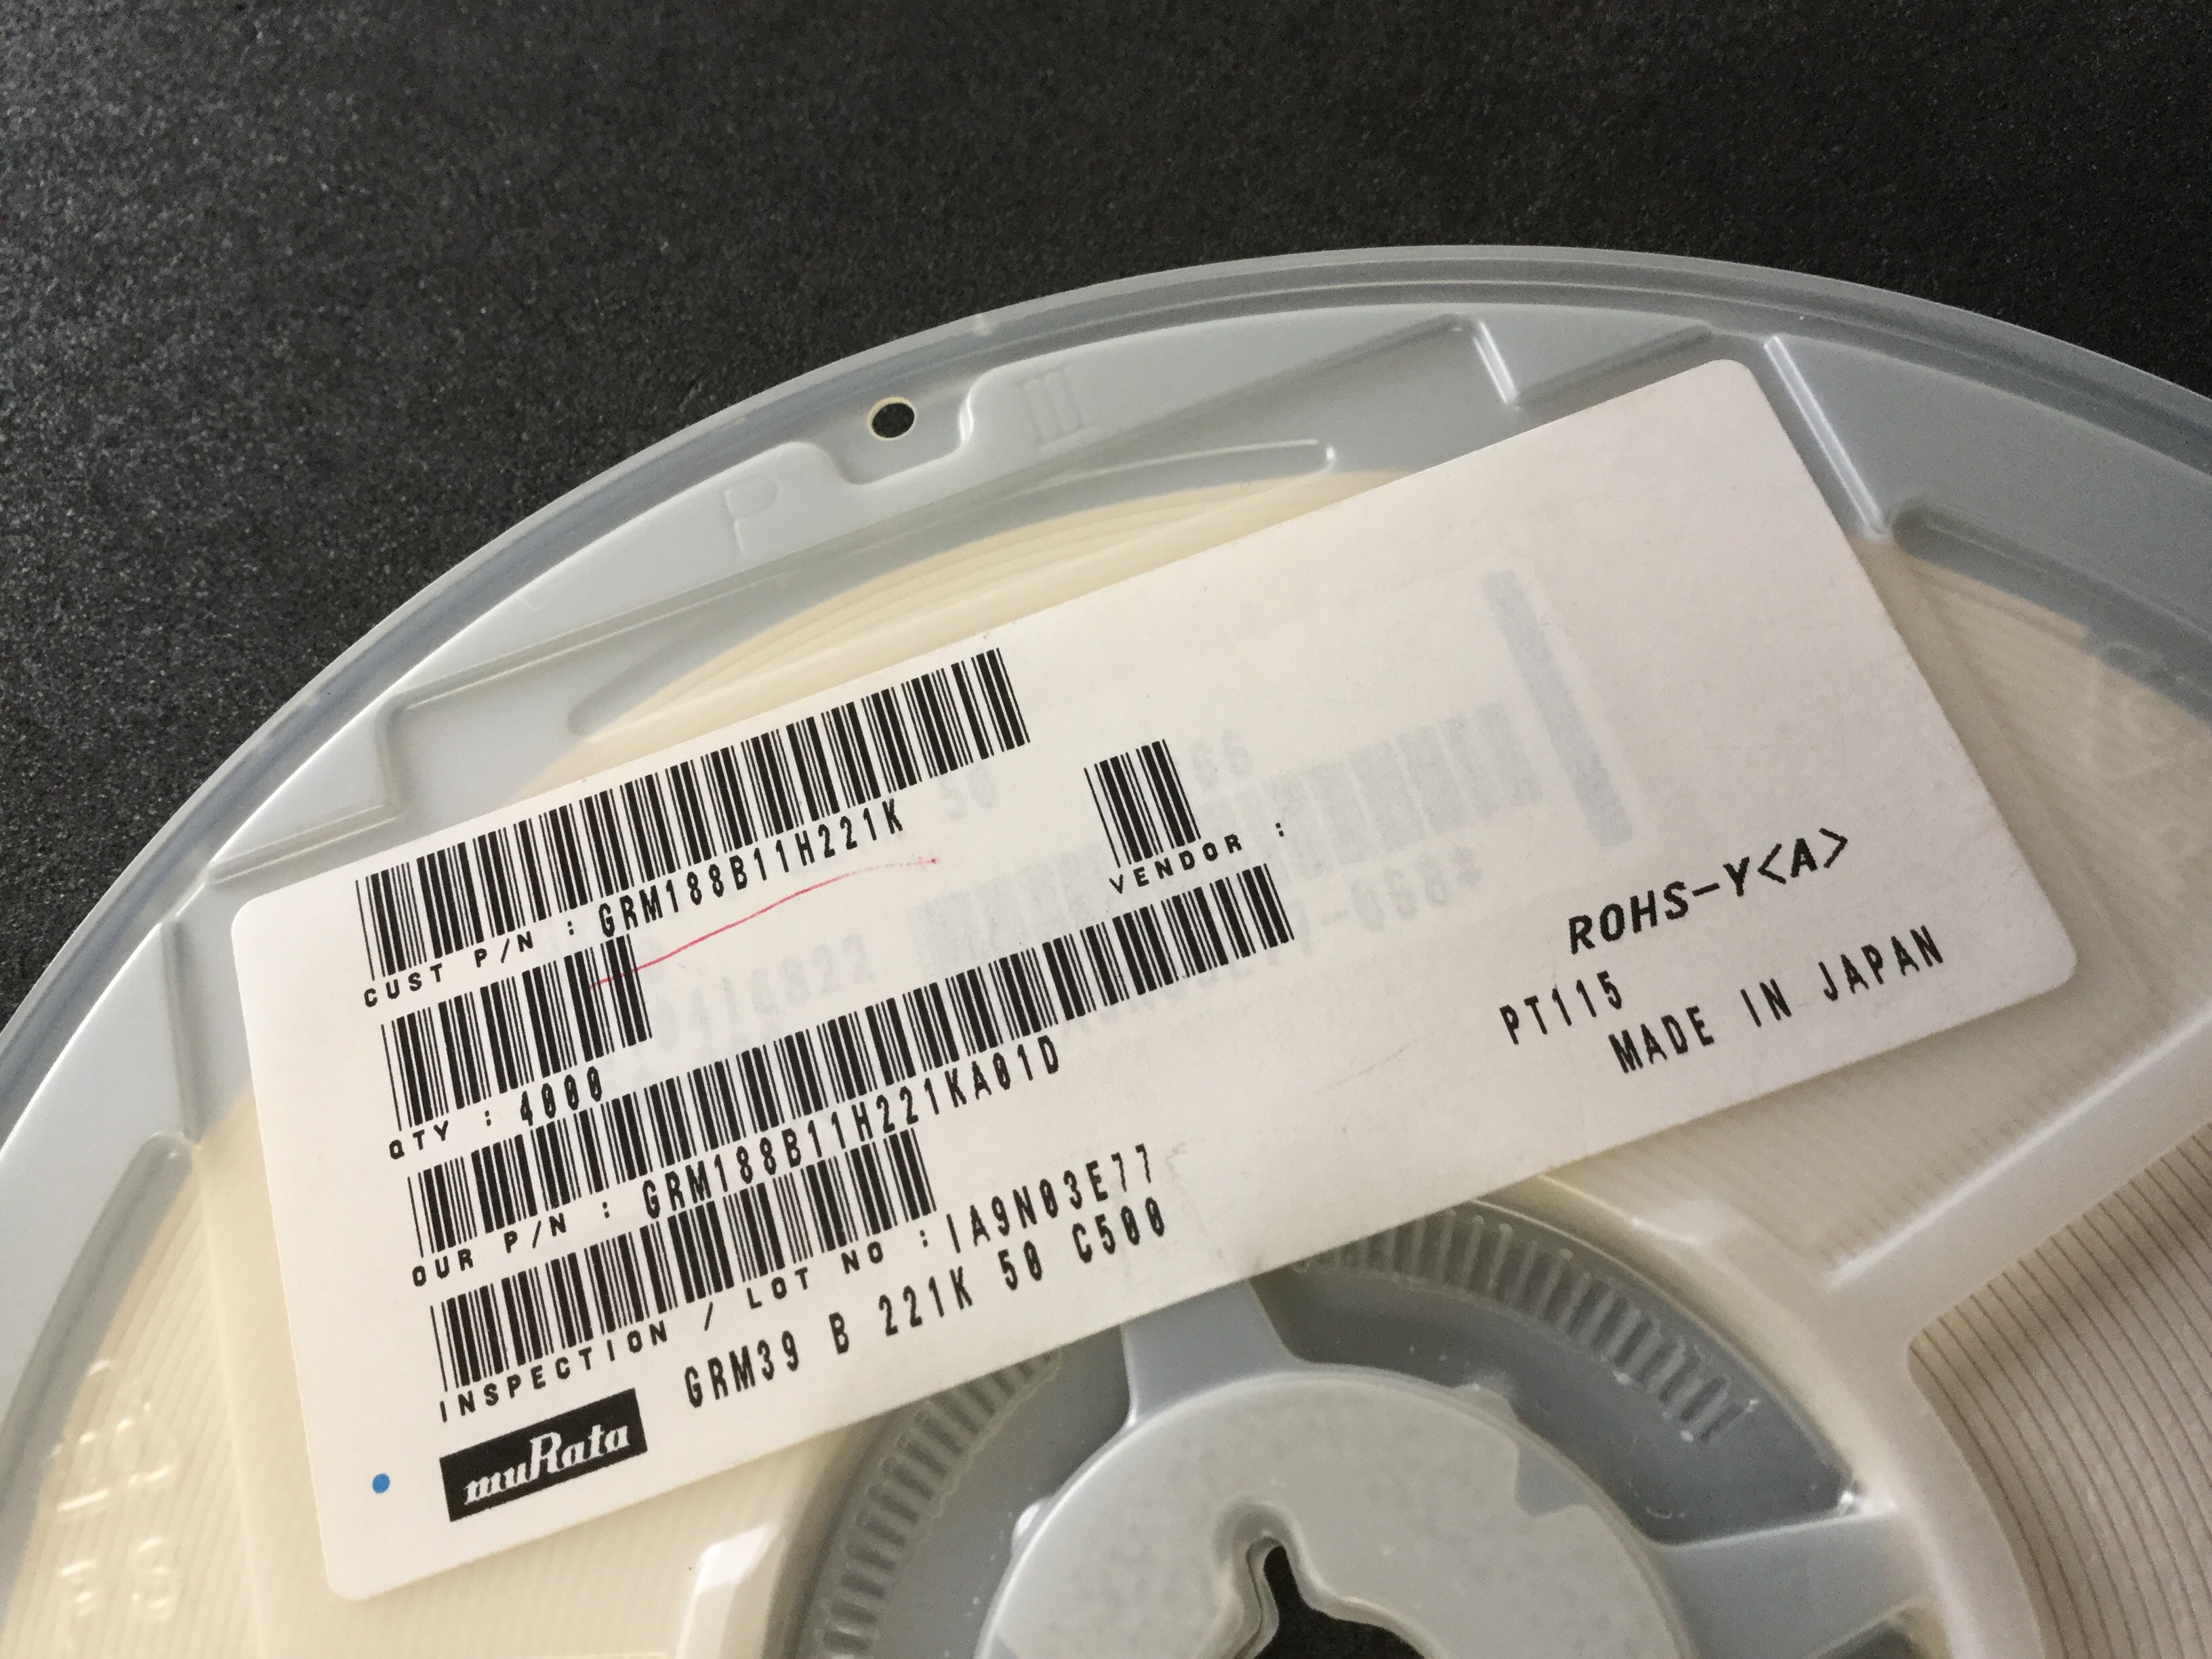 P
III
CUST P/N : GRM188B11H221K
VENDOR :
QTY : 4000
OUR P/N : GRM188B11H221KA01D
INSPECTION / LOT NO : IA9N03E77
GRM39 B 221K 50 C500
muRata
ROHS-Y<A>
PT115
MADE IN JAPAN